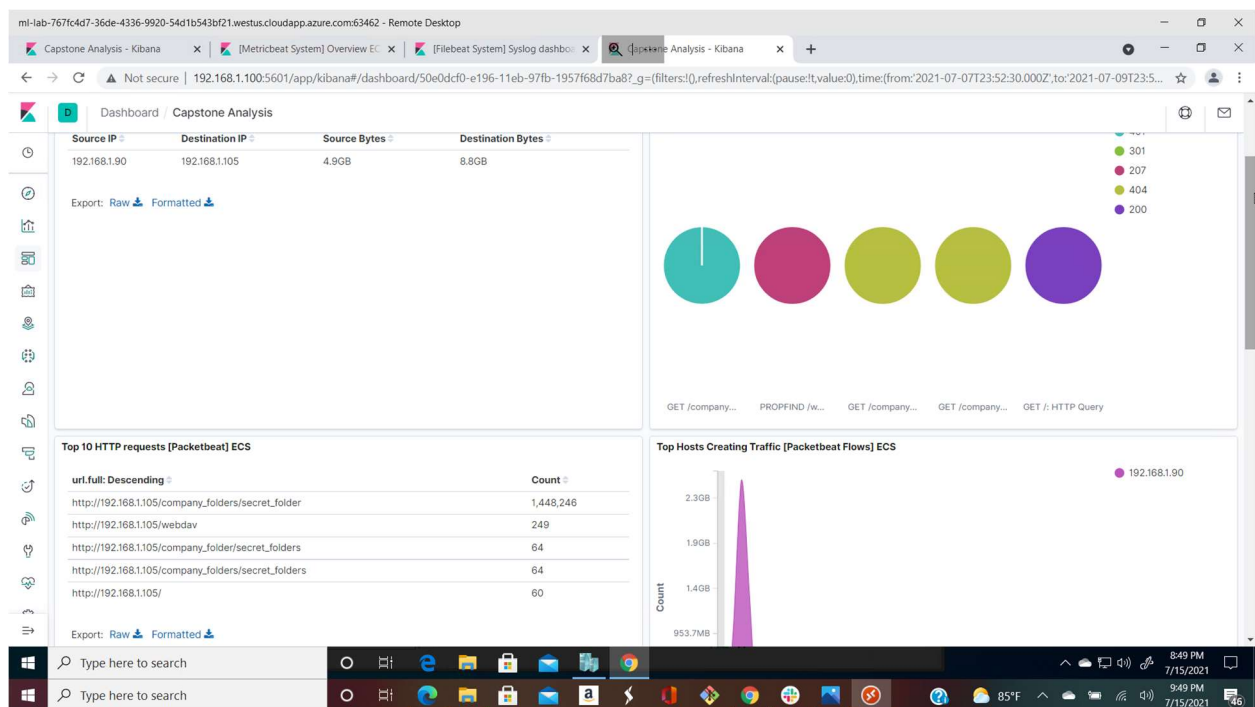 ml-lab-767fc4d7-36de-4336-9920-54d1b543bf21.westus.cloudapp.azure.com:63462 - Remote Desktop
Capstone Analysis - Kibana
[Metricbeat System] Overview EC
[Filebeat System] Syslog dashboa
Capstone Analysis - Kibana
Not secure | 192.168.1.100:5601/app/kibana#/dashboard/50e0dcf0-e196-11eb-97fb-1957f68d7ba8?_g=(filters:!(),refreshInterval:(pause:!t,value:0),time:(from:'2021-07-07T23:52:30.000Z',to:'2021-07-09T23:5...
D Dashboard / Capstone Analysis
Source IP Destination IP Source Bytes Destination Bytes
192.168.1.90 192.168.1.105 4.9GB 8.8GB
Export: Raw Formatted
401
301
207
404
200
GET /company... PROPFIND /w... GET /company... GET /company... GET /: HTTP Query
Top 10 HTTP requests [Packetbeat] ECS
url.full: Descending Count
http://192.168.1.105/company_folders/secret_folder 1,448,246
http://192.168.1.105/webdav 249
http://192.168.1.105/company_folder/secret_folders 64
http://192.168.1.105/company_folders/secret_folders 64
http://192.168.1.105/ 60
Export: Raw Formatted
Top Hosts Creating Traffic [Packetbeat Flows] ECS
192.168.1.90
2.3GB
1.9GB
1.4GB
953.7MB
Count
Type here to search
8:49 PM
7/15/2021
Type here to search
85°F
9:49 PM
7/15/2021
46